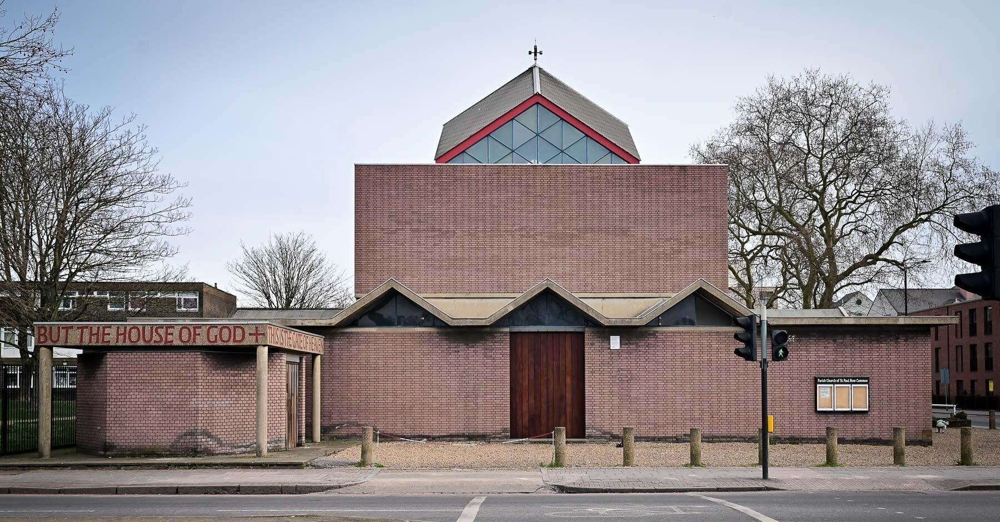 BUT THE HOUSE OF GOD + THIS IS THE GATE OF HEAVEN
Parish Church of St. Paul, Bow Common